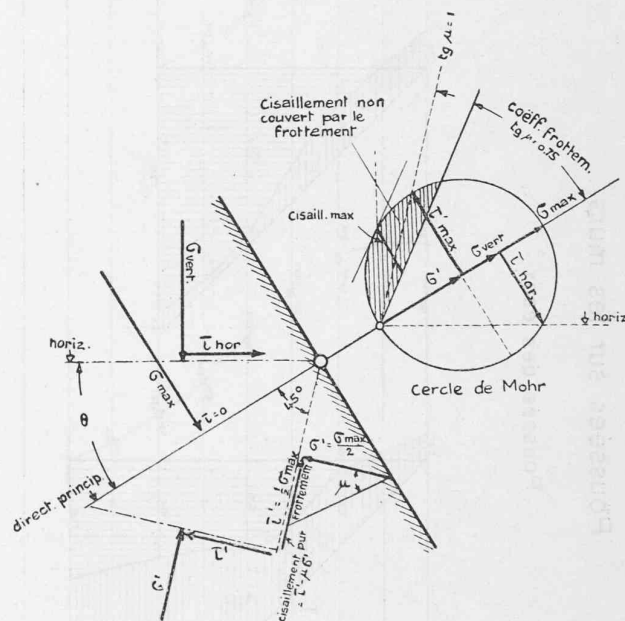 tg μ = 1
Cisaillement non
couvert par le
frottement
coëff. frottem.
tg μ = 0.75
cisaill. max
τ' max
σ max
σ vert
σ'
τ hor.
horiz
Cercle de Mohr
σ vert.
τ hor
horiz.
σ max
τ = 0
θ
45°
direct. princip
σ' = σ max / 2
μ
τ' = 1/2 σ max
frottement
cisaillement pur
= τ' - μσ'
τ'
σ'